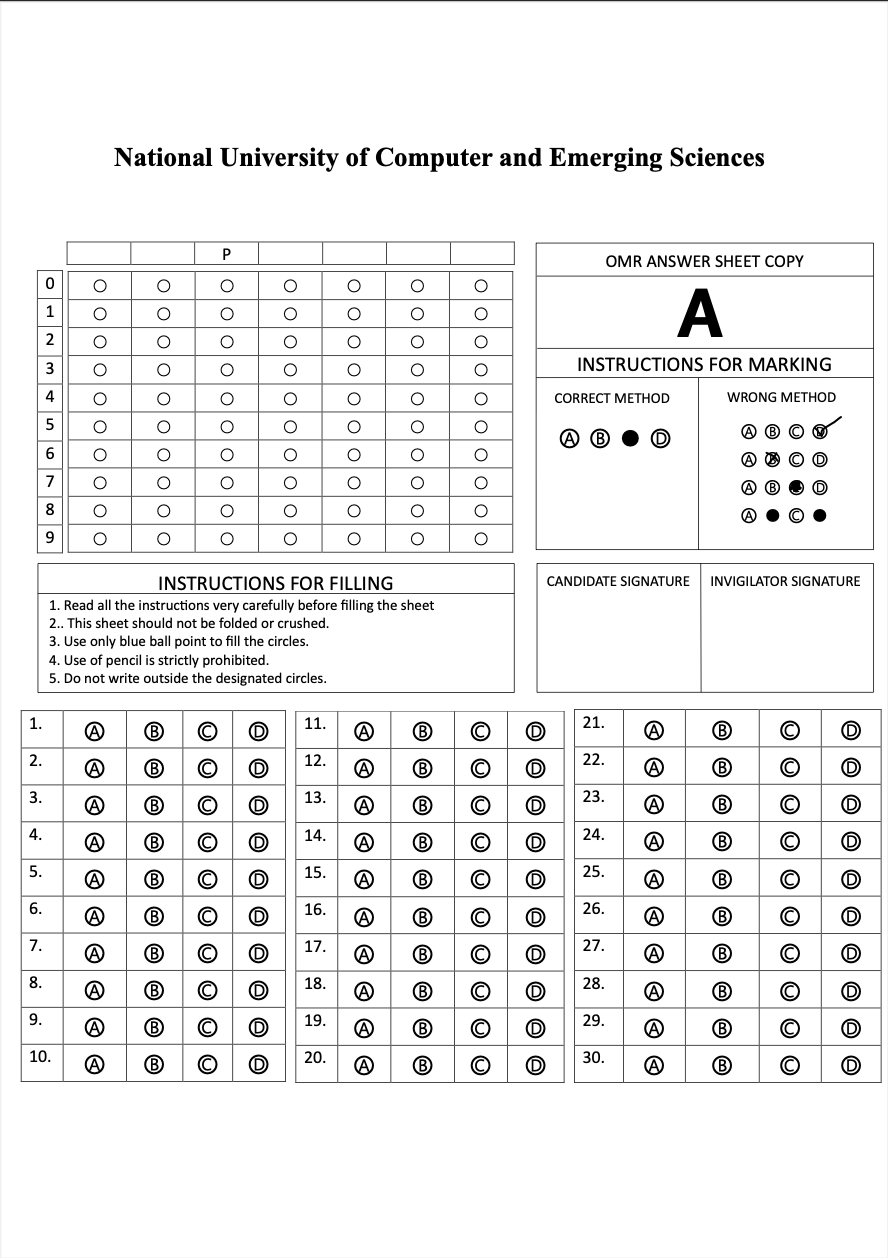 National University of Computer and Emerging Sciences
P
0
1
2
3
4
5
6
7
8
9
OMR ANSWER SHEET COPY
A
INSTRUCTIONS FOR MARKING
CORRECT METHOD
A B D
WRONG METHOD
A B C
A C D
A B D
A C
INSTRUCTIONS FOR FILLING
1. Read all the instructions very carefully before filling the sheet
2.. This sheet should not be folded or crushed.
3. Use only blue ball point to fill the circles.
4. Use of pencil is strictly prohibited.
5. Do not write outside the designated circles.
CANDIDATE SIGNATURE
INVIGILATOR SIGNATURE
1. A B C D
2. A B C D
3. A B C D
4. A B C D
5. A B C D
6. A B C D
7. A B C D
8. A B C D
9. A B C D
10. A B C D
11. A B C D
12. A B C D
13. A B C D
14. A B C D
15. A B C D
16. A B C D
17. A B C D
18. A B C D
19. A B C D
20. A B C D
21. A B C D
22. A B C D
23. A B C D
24. A B C D
25. A B C D
26. A B C D
27. A B C D
28. A B C D
29. A B C D
30. A B C D